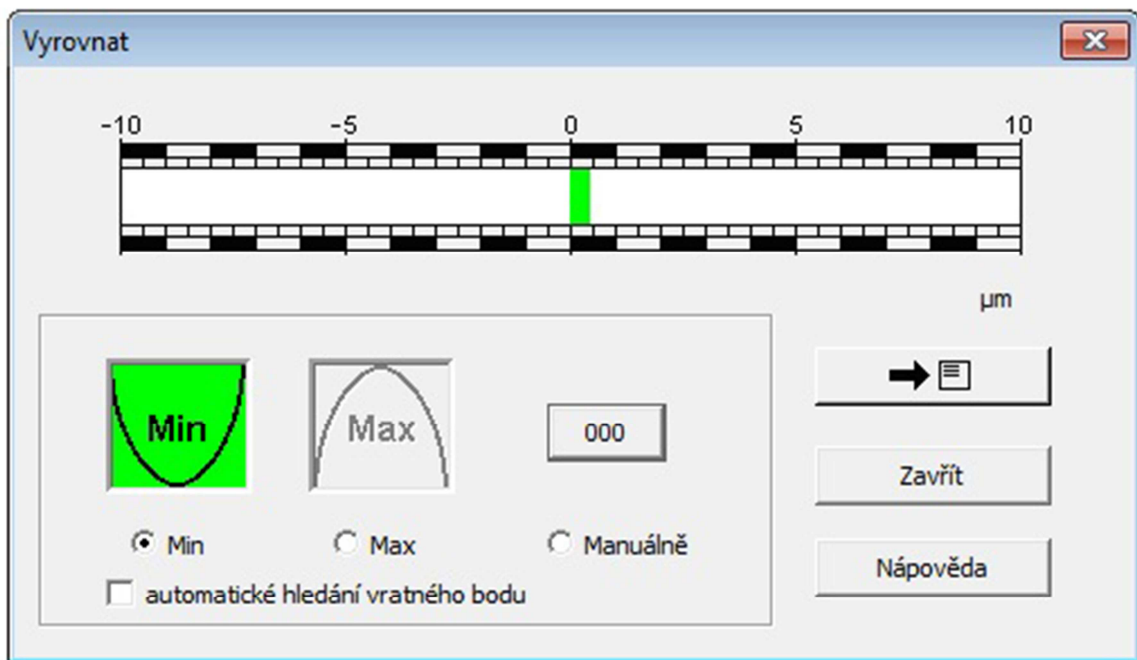 Vyrovnat
-10 -5 0 5 10
µm
Min Max 000
Min Max Manuálně
automatické hledání vratného bodu
Zavřít
Nápověda